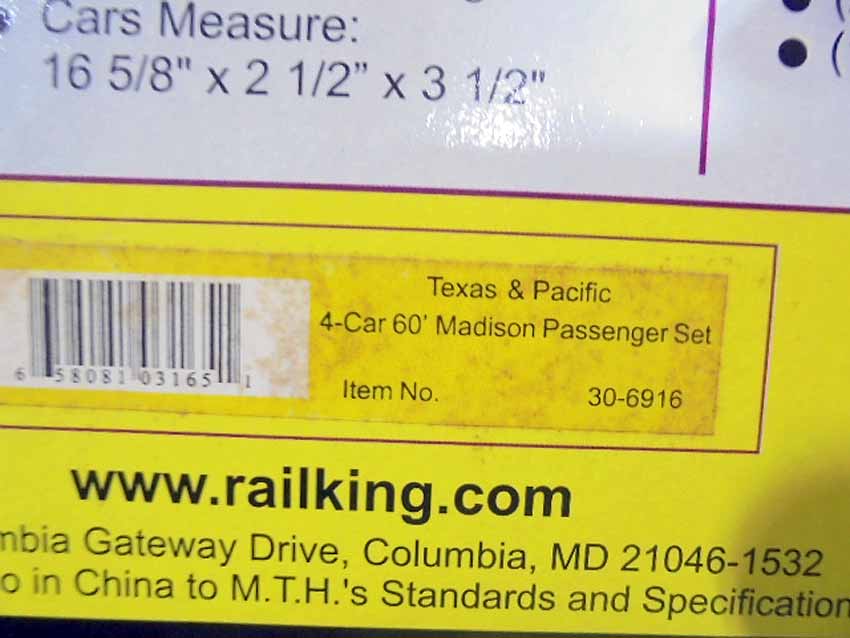 Cars Measure:
16 5/8" x 2 1/2” x 3 1/2"
Texas & Pacific
4-Car 60' Madison Passenger Set
6 58081 03165 1
Item No. 30-6916
www.railking.com
mbia Gateway Drive, Columbia, MD 21046-1532
o in China to M.T.H.'s Standards and Specification